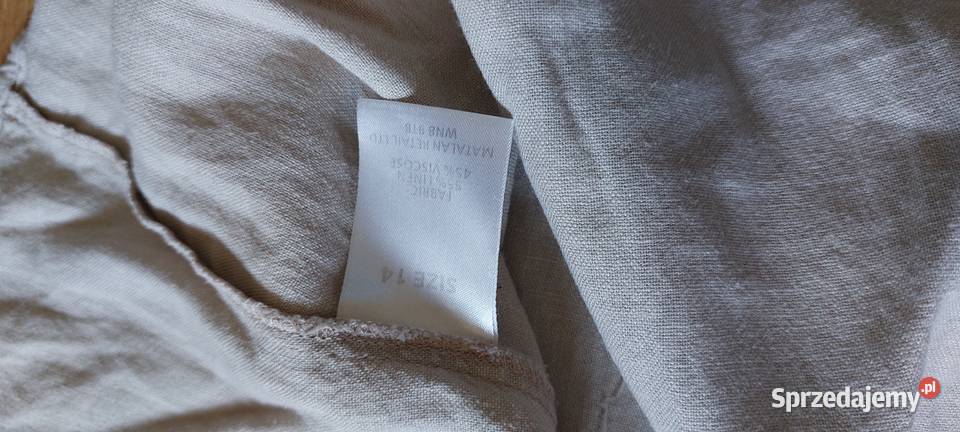 SIZE 14
FABRIC
55% LINEN
45% VISCOSE
MATALAN RETAIL LTD
WN8 9TB
Sprzedajemy.pl